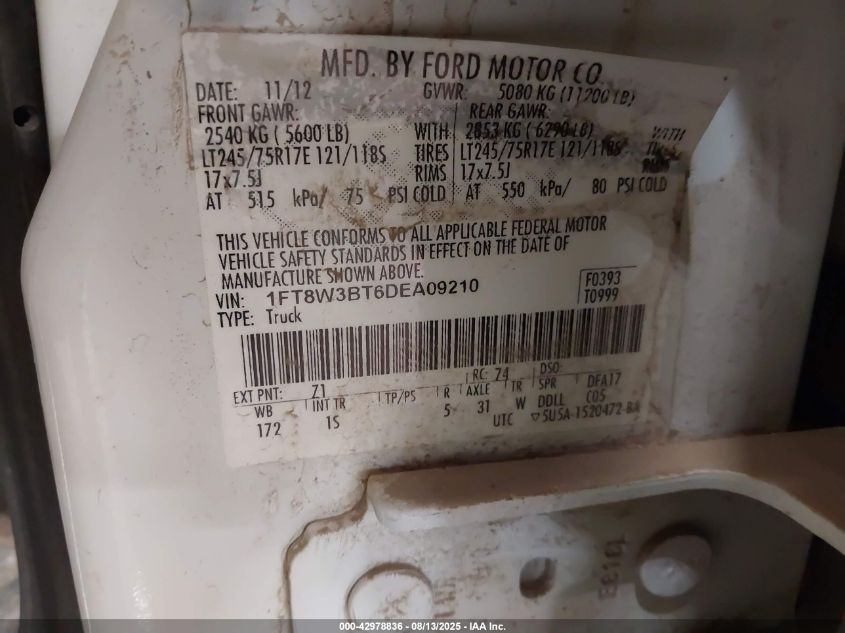 MFD. BY FORD MOTOR CO.
DATE: 11/12 GVWR: 5080 KG (11200 LB)
FRONT GAWR: REAR GAWR:
2540 KG ( 5600 LB) WITH 2853 KG ( 6290 LB) WITH
LT245/75R17E 121/118S TIRES LT245/75R17E 121/118S
17x7.5J RIMS 17x7.5J
AT 515 kPa/ 75 PSI COLD AT 550 kPa/ 80 PSI COLD
THIS VEHICLE CONFORMS TO ALL APPLICABLE FEDERAL MOTOR
VEHICLE SAFETY STANDARDS IN EFFECT ON THE DATE OF
MANUFACTURE SHOWN ABOVE.
VIN: 1FT8W3BT6DEA09210
TYPE: Truck
F0393
T0999
EXT PNT: Z1 RC: 74 DSO:
WB INT TR TP/PS R AXLE TR SPR DFA17
172 1S 5 31 W DDLL C05
UTC ▽5U5A-1520472-BA
000-42978836 - 08/13/2025 - IAA Inc.